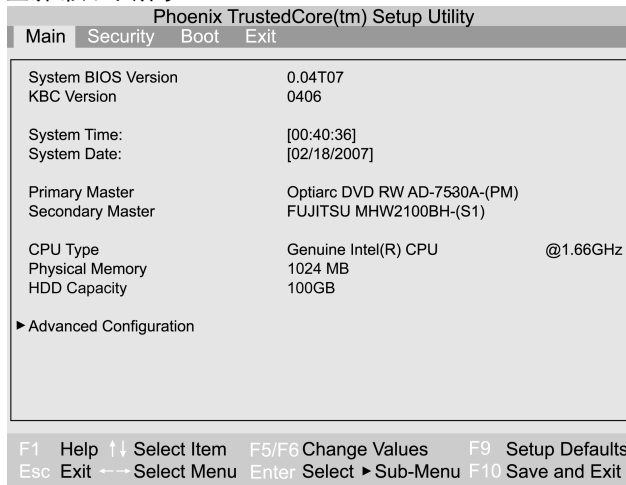 Phoenix TrustedCore(tm) Setup Utility
Main Security Boot Exit
System BIOS Version 0.04T07
KBC Version 0406
System Time: [00:40:36]
System Date: [02/18/2007]
Primary Master Optiarc DVD RW AD-7530A-(PM)
Secondary Master FUJITSU MHW2100BH-(S1)
CPU Type Genuine Intel(R) CPU @1.66GHz
Physical Memory 1024 MB
HDD Capacity 100GB
►Advanced Configuration
F1 Help ↑↓ Select Item F5/F6 Change Values F9 Setup Defaults
Esc Exit ←→ Select Menu Enter Select ►Sub-Menu F10 Save and Exit